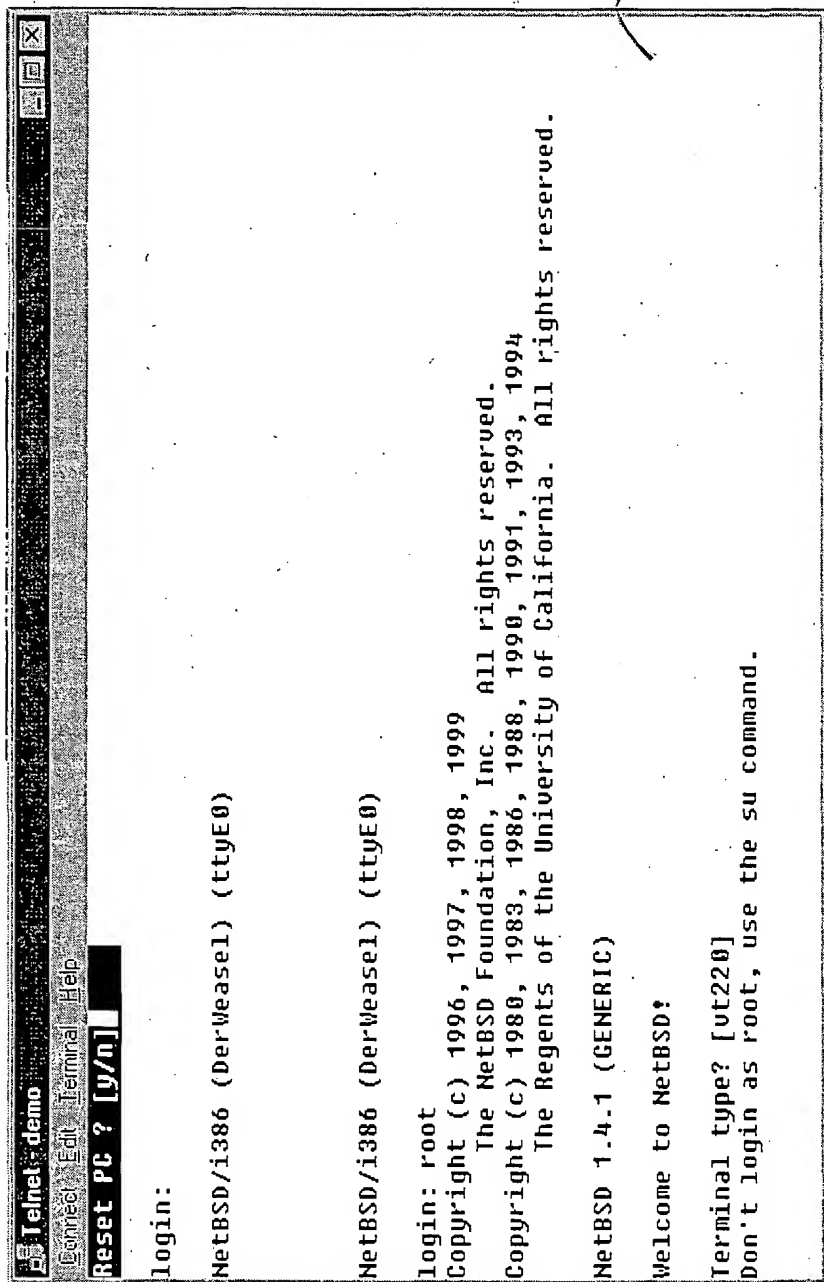 Telnet - demo
Connect Edit Terminal Help
Reset PC ? [y/n]
login:
NetBSD/i386 (DerWeasel) (ttyE0)
NetBSD/i386 (DerWeasel) (ttyE0)
login: root
Copyright (c) 1996, 1997, 1998, 1999
The NetBSD Foundation, Inc. All rights reserved.
Copyright (c) 1980, 1983, 1986, 1988, 1990, 1991, 1993, 1994
The Regents of the University of California. All rights reserved.
NetBSD 1.4.1 (GENERIC)
Welcome to NetBSD!
Terminal type? [vt220]
Don't login as root, use the su command.